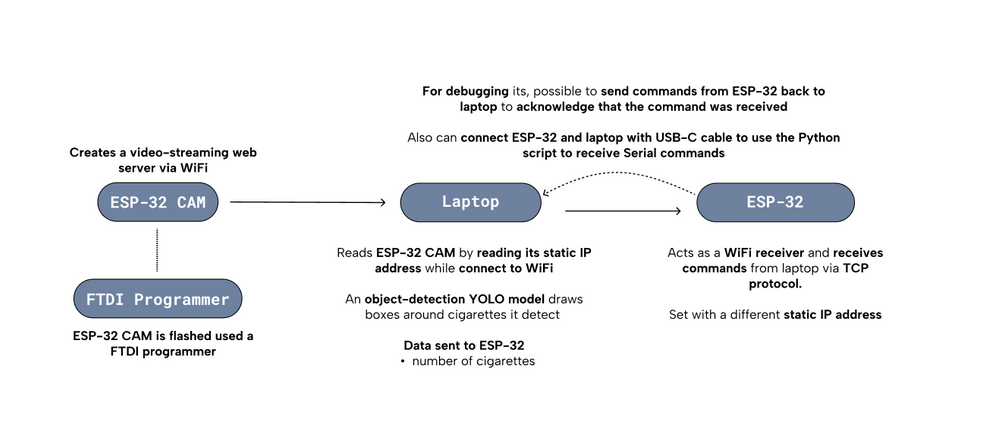 For debugging its, possible to send commands from ESP-32 back to
laptop to acknowledge that the command was received
Also can connect ESP-32 and laptop with USB-C cable to use the Python
script to receive Serial commands
Creates a video-streaming web
server via WiFi
ESP-32 CAM
Laptop
ESP-32
Reads ESP-32 CAM by reading its static IP
address while connect to WiFi
An object-detection YOLO model draws
boxes around cigarettes it detect
Data sent to ESP-32
• number of cigarettes
Acts as a WiFi receiver and receives
commands from laptop via TCP
protocol.
Set with a different static IP address
FTDI Programmer
ESP-32 CAM is flashed used a
FTDI programmer